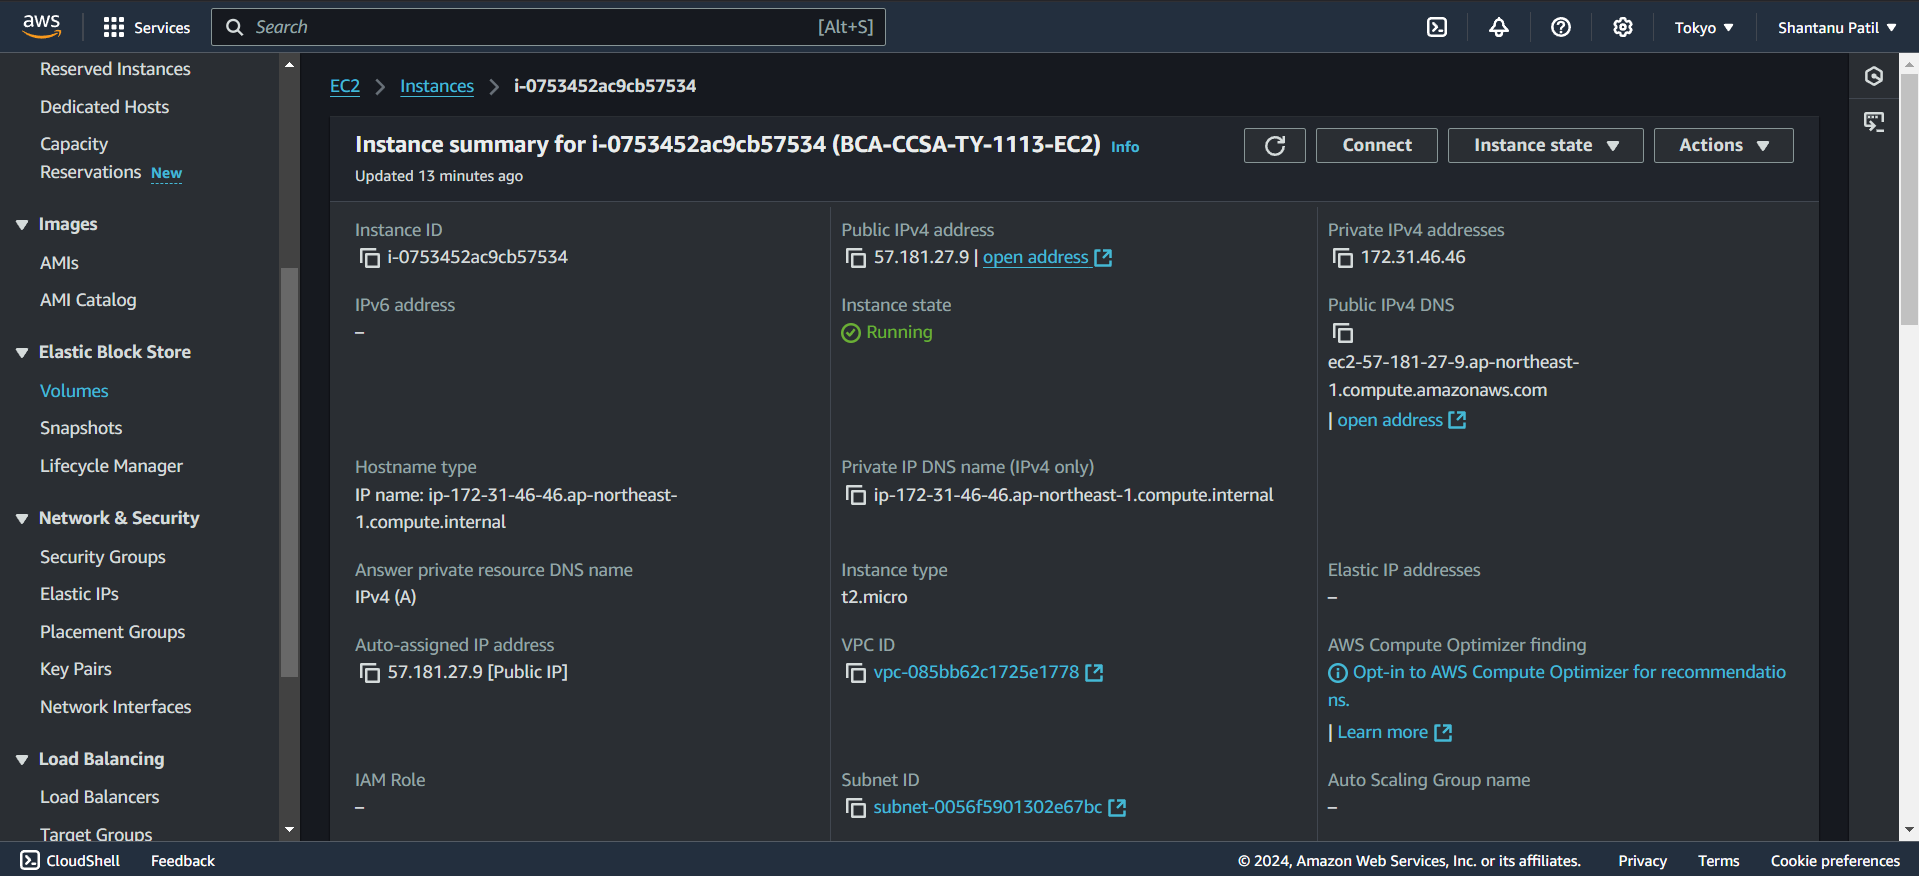 aws
Services
Search
[Alt+S]
Tokyo
Shantanu Patil
Reserved Instances
Dedicated Hosts
Capacity
Reservations New
Images
AMIs
AMI Catalog
Elastic Block Store
Volumes
Snapshots
Lifecycle Manager
Network & Security
Security Groups
Elastic IPs
Placement Groups
Key Pairs
Network Interfaces
Load Balancing
Load Balancers
Target Groups
EC2
Instances
i-0753452ac9cb57534
Instance summary for i-0753452ac9cb57534 (BCA-CCSA-TY-1113-EC2) Info
Updated 13 minutes ago
Connect
Instance state
Actions
Instance ID
i-0753452ac9cb57534
Public IPv4 address
57.181.27.9 | open address
Private IPv4 addresses
172.31.46.46
IPv6 address
–
Instance state
Running
Public IPv4 DNS
ec2-57-181-27-9.ap-northeast-
1.compute.amazonaws.com
| open address
Hostname type
IP name: ip-172-31-46-46.ap-northeast-
1.compute.internal
Private IP DNS name (IPv4 only)
ip-172-31-46-46.ap-northeast-1.compute.internal
Answer private resource DNS name
IPv4 (A)
Instance type
t2.micro
Elastic IP addresses
–
Auto-assigned IP address
57.181.27.9 [Public IP]
VPC ID
vpc-085bb62c1725e1778
AWS Compute Optimizer finding
Opt-in to AWS Compute Optimizer for recommendatio
ns.
| Learn more
IAM Role
–
Subnet ID
subnet-0056f5901302e67bc
Auto Scaling Group name
–
CloudShell
Feedback
© 2024, Amazon Web Services, Inc. or its affiliates.
Privacy
Terms
Cookie preferences